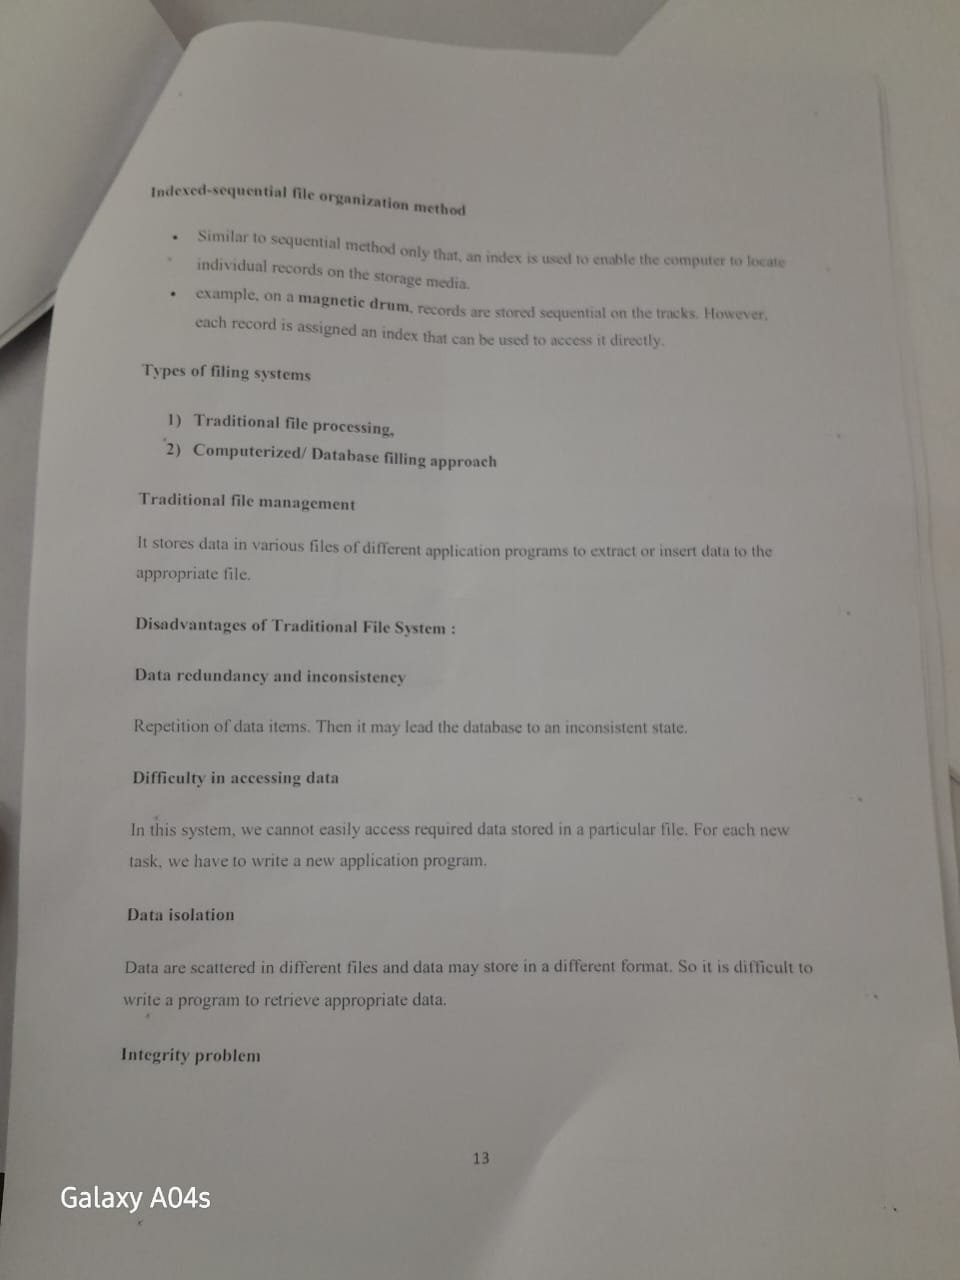 Indexed-sequential file organization method
• Similar to sequential method only that, an index is used to enable the computer to locate
individual records on the storage media.
• example, on a magnetic drum, records are stored sequential on the tracks. However,
each record is assigned an index that can be used to access it directly.
Types of filing systems
1) Traditional file processing,
2) Computerized/ Database filling approach
Traditional file management
It stores data in various files of different application programs to extract or insert data to the
appropriate file.
Disadvantages of Traditional File System :
Data redundancy and inconsistency
Repetition of data items. Then it may lead the database to an inconsistent state.
Difficulty in accessing data
In this system, we cannot easily access required data stored in a particular file. For each new
task, we have to write a new application program.
Data isolation
Data are scattered in different files and data may store in a different format. So it is difficult to
write a program to retrieve appropriate data.
Integrity problem
13
Galaxy A04s